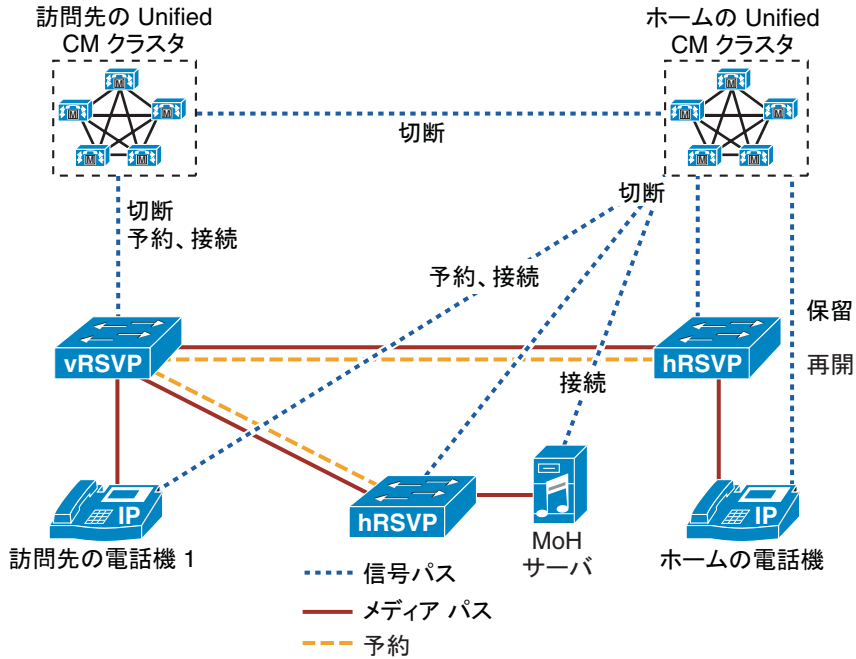 訪問先の Unified
CM クラスタ
ホームの Unified
CM クラスタ
M
M
M
M
M
M
M
M
M
M
切断
切断
切断
予約、接続
予約、接続
保留
vRSVP
hRSVP
再開
接続
IP
hRSVP
IP
訪問先の電話機 1
MoH
サーバ
ホームの電話機
信号パス
メディア パス
予約